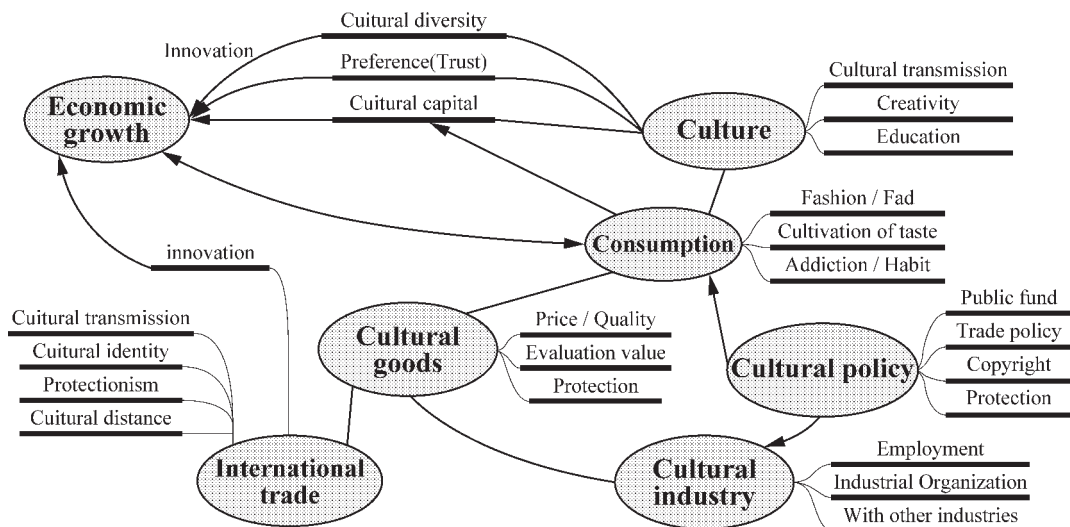 Cuitural diversity
Innovation
Preference(Trust)
Cuitural capital
Economic
growth
Culture
Cultural transmission
Creativity
Education
Consumption
Fashion / Fad
Cultivation of taste
Addiction / Habit
innovation
Cuitural transmission
Cuitural identity
Protectionism
Cuitural distance
Cultural
goods
Price / Quality
Evaluation value
Protection
Cultural policy
Public fund
Trade policy
Copyright
Protection
International
trade
Cultural
industry
Employment
Industrial Organization
With other industries